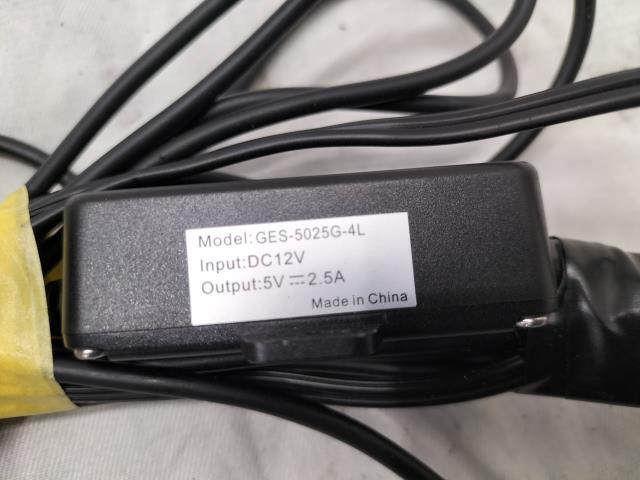 Model:GES-5025G-4L
Input:DC12V
Output:5V ⎓2.5A
Made in China